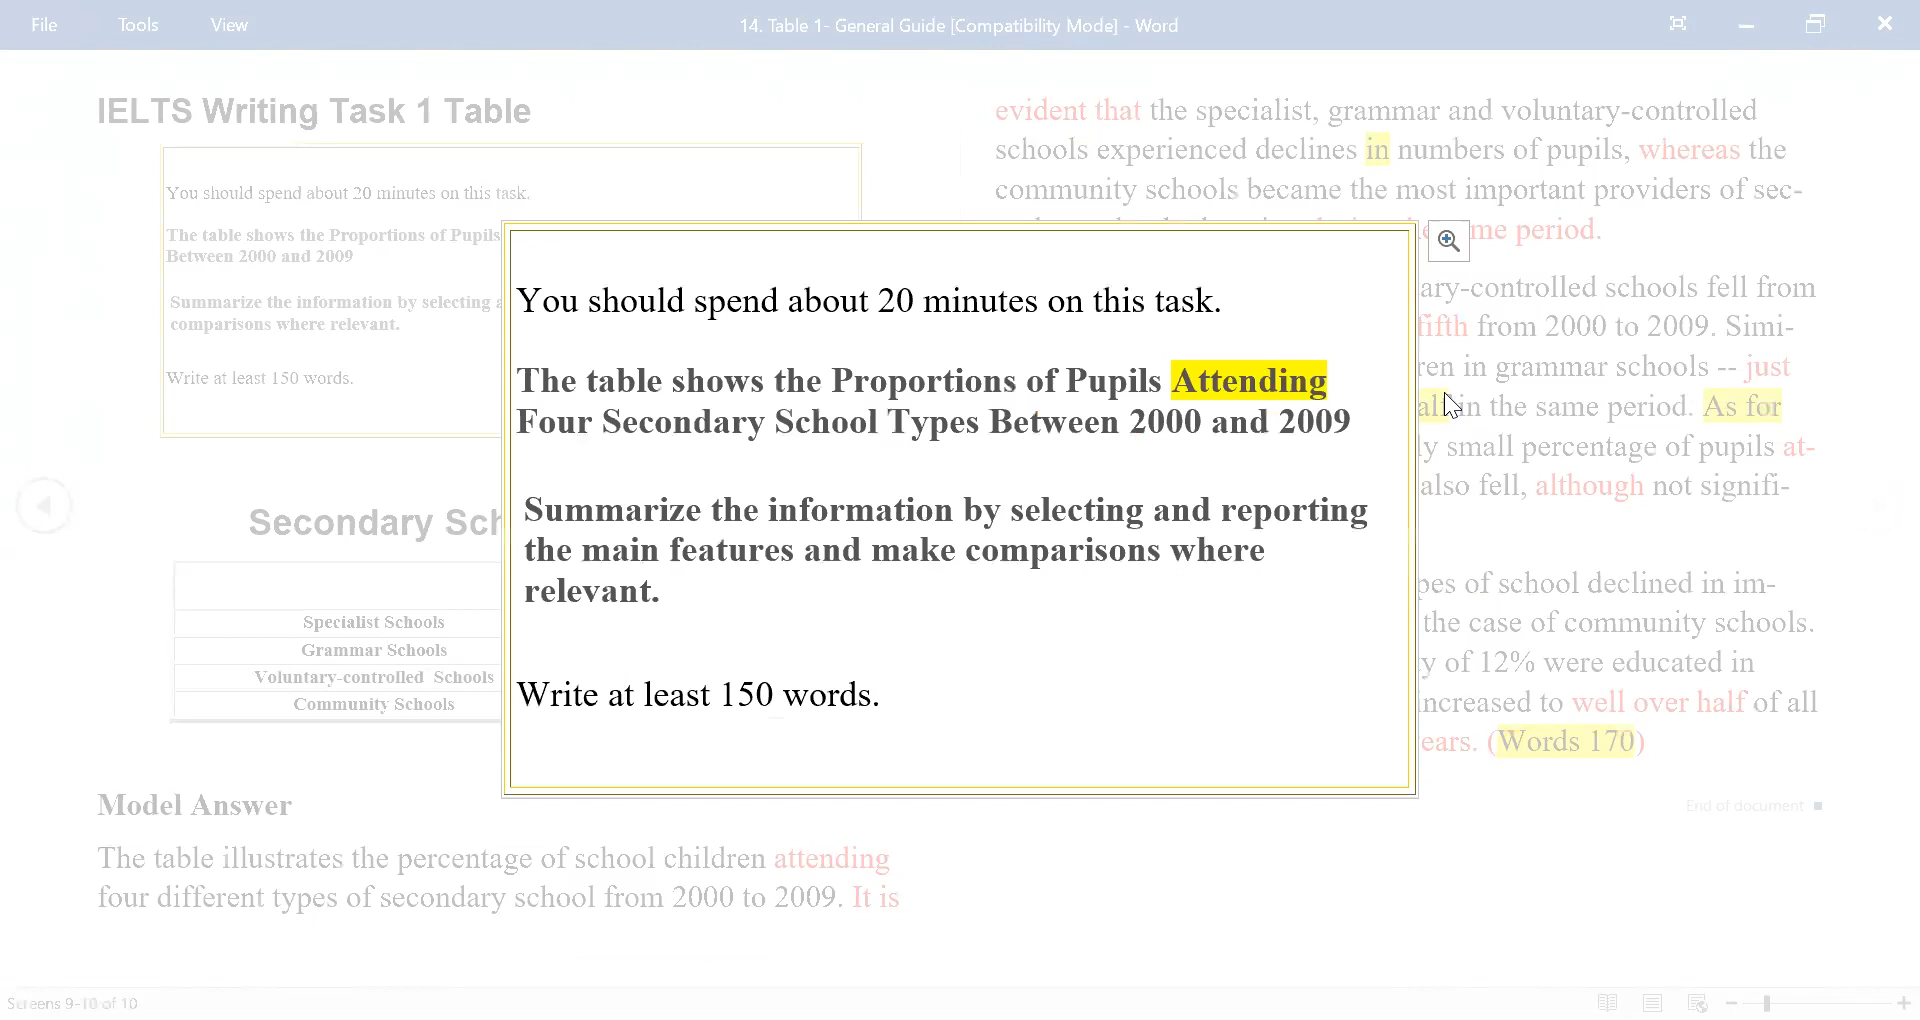 File Tools View 14. Table 1- General Guide [Compatibility Mode] - Word
IELTS Writing Task 1 Table
You should spend about 20 minutes on this task.
The table shows the Proportions of Pupils
Between 2000 and 2009
Summarize the information by selecting
comparisons where relevant.
Write at least 150 words.
Secondary Sch
Specialist Schools
Grammar Schools
Voluntary-controlled Schools
Community Schools
Model Answer
The table illustrates the percentage of school children attending
four different types of secondary school from 2000 to 2009. It is
You should spend about 20 minutes on this task.
The table shows the Proportions of Pupils Attending
Four Secondary School Types Between 2000 and 2009
Summarize the information by selecting and reporting
the main features and make comparisons where
relevant.
Write at least 150 words.
evident that the specialist, grammar and voluntary-controlled
schools experienced declines in numbers of pupils, whereas the
community schools became the most important providers of sec-
me period.
ary-controlled schools fell from
fifth from 2000 to 2009. Simi-
ren in grammar schools -- just
in the same period. As for
ly small percentage of pupils at-
also fell, although not signifi-
pes of school declined in im-
the case of community schools.
y of 12% were educated in
increased to well over half of all
ears. (Words 170)
End of document
Screens 9-10 of 10